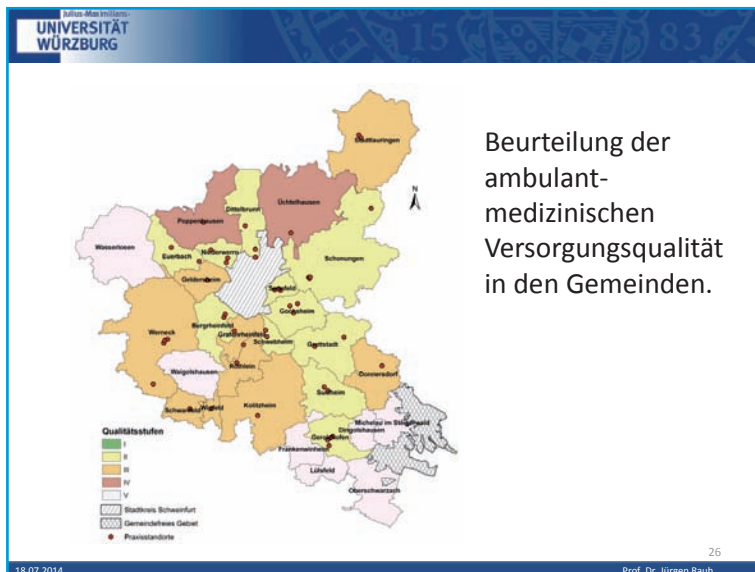 Julius-Maximilians-
UNIVERSITÄT
WÜRZBURG
15 83
Beurteilung der
ambulant-
medizinischen
Versorgungsqualität
in den Gemeinden.
Stadtlauringen
N
Üchtelhausen
Dittelbrunn
Poppenhausen
Wasserlosen
Euerbach
Niederwerrn
Schonungen
Geldersheim
Sennfeld
Gochsheim
Bergrheinfeld
Grafenrheinfeld
Schwebheim
Werneck
Grettstadt
Röthlein
Waigolshausen
Donnersdorf
Sulzheim
Schwanfeld
Wipfeld
Kolitzheim
Michelau im Steigerwald
Dingolshausen
Gerolzhofen
Frankenwinheim
Lülsfeld
Oberschwarzach
Qualitätsstufen
I
II
III
IV
V
Stadtkreis Schweinfurt
Gemeindefreies Gebiet
Praxisstandorte
26
18.07.2014
Prof. Dr. Jürgen Rauh